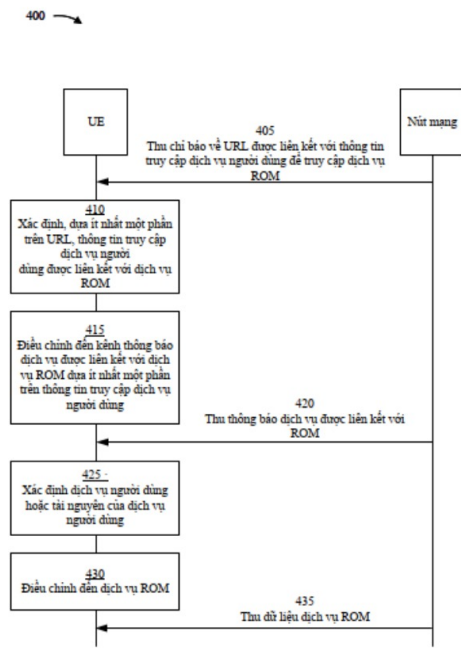 400
UE
Nút mạng
405
Thu chỉ báo về URL được liên kết với thông tin
truy cập dịch vụ người dùng để truy cập dịch vụ
ROM
410
Xác định, dựa ít nhất một phần
trên URL, thông tin truy cập
dịch vụ người
dùng được liên kết với dịch vụ
ROM
415
Điều chỉnh đến kênh thông báo
dịch vụ được liên kết với dịch
vụ ROM dựa ít nhất một phần
trên thông tin truy cập dịch vụ
người dùng
420
Thu thông báo dịch vụ được liên kết với
ROM
425
Xác định dịch vụ người dùng
hoặc tài nguyên của dịch vụ
người dùng
430
Điều chỉnh đến dịch vụ ROM
435
Thu dữ liệu dịch vụ ROM